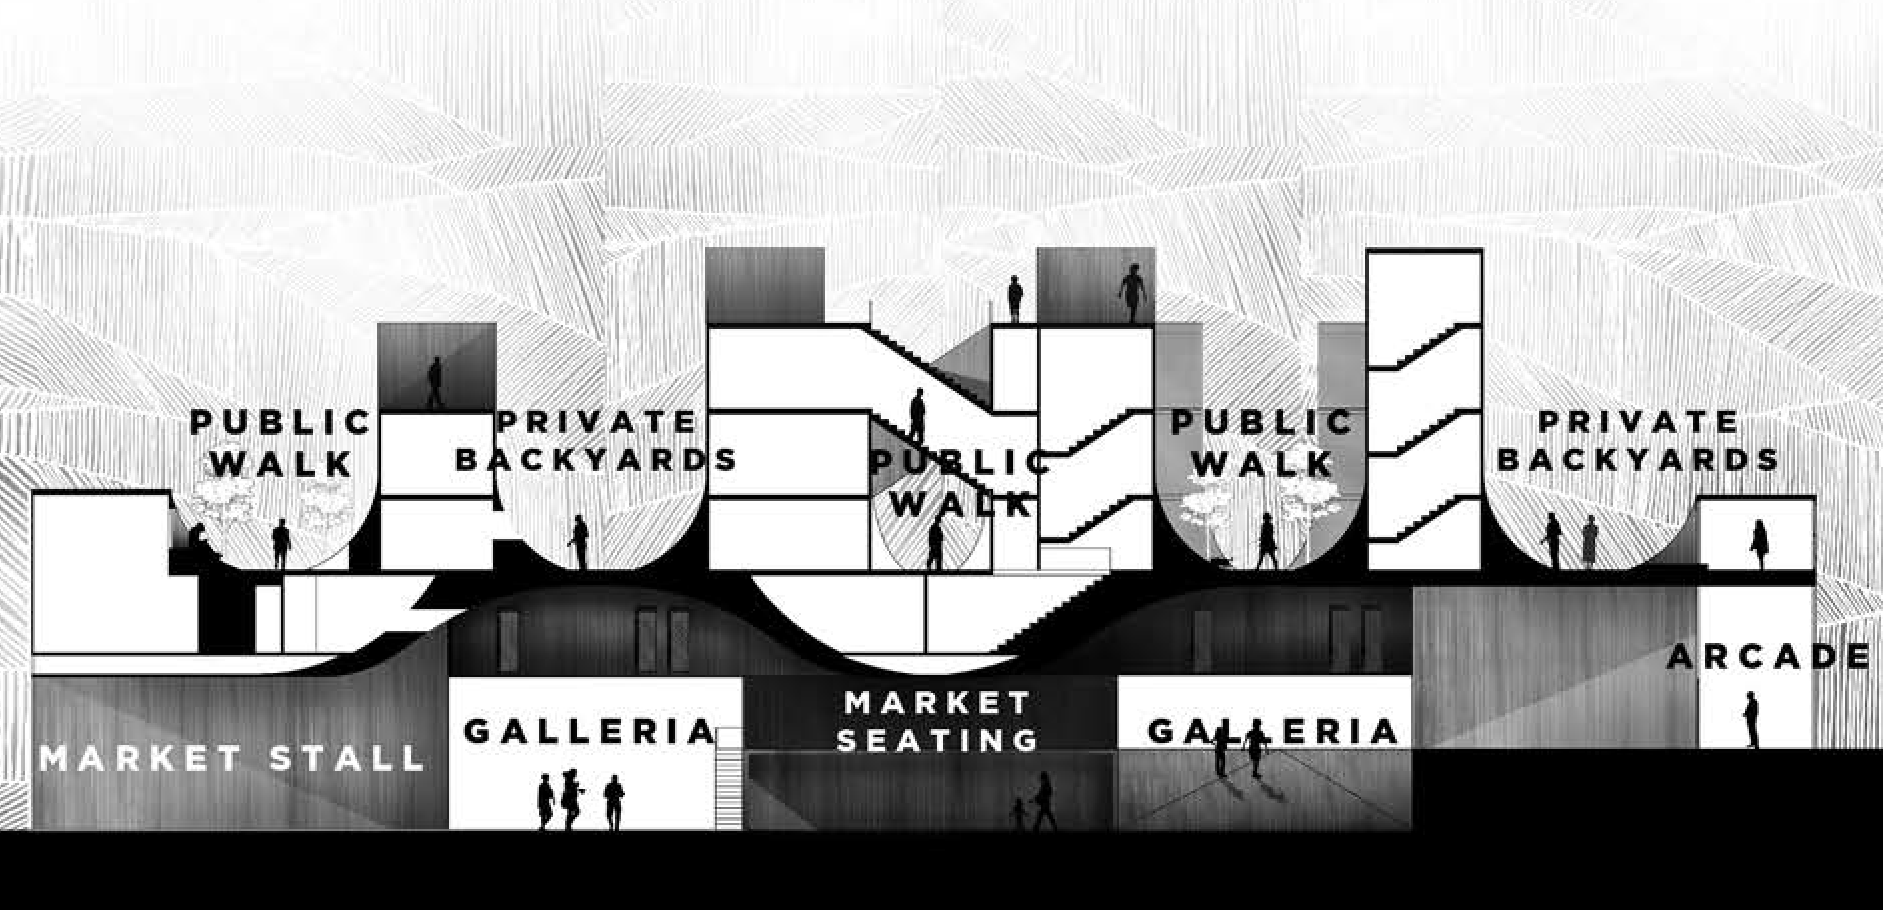 PUBLIC
WALK
PRIVATE
BACKYARDS
PUBLIC
WALK
PUBLIC
WALK
PRIVATE
BACKYARDS
ARCADE
MARKET STALL
GALLERIA
MARKET
SEATING
GALLERIA